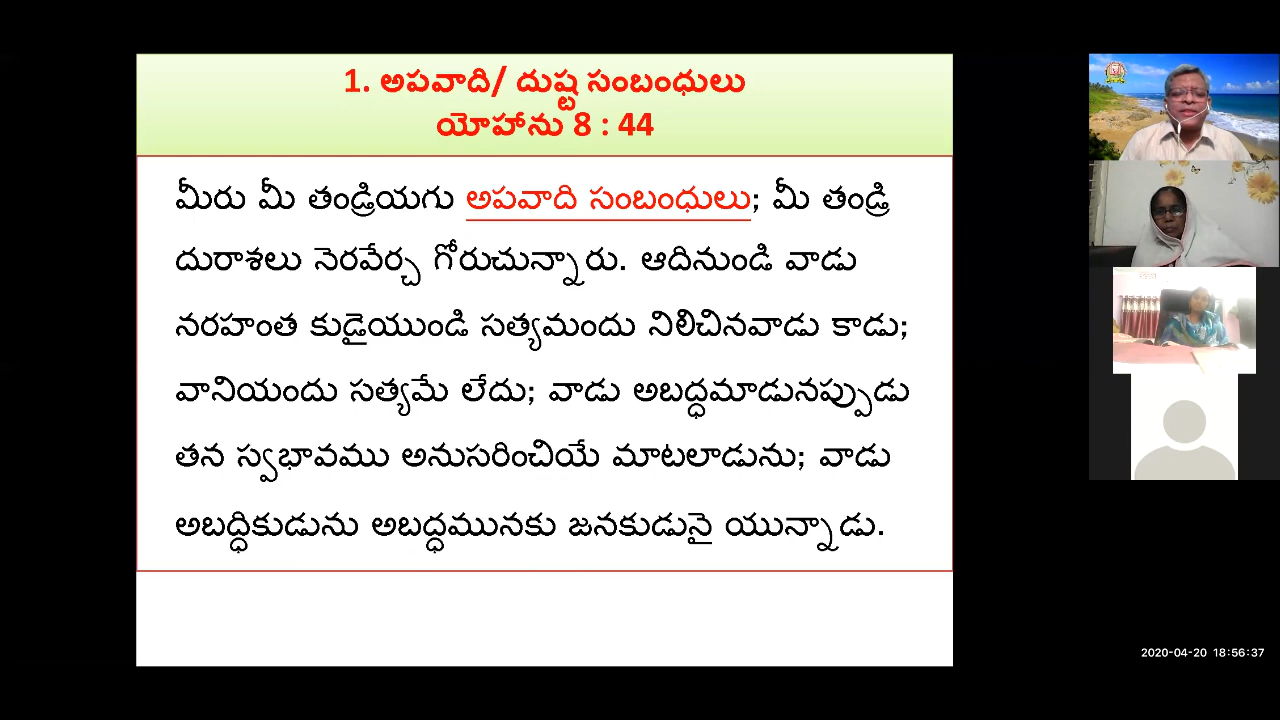 1. అపవాది/ దుష్ట సంబంధులు
యోహాను 8 : 44
మీరు మీ తండ్రియగు అపవాది సంబంధులు; మీ తండ్రి
దురాశలు నెరవేర్చ గోరుచున్నారు. ఆదినుండి వాడు
నరహంత కుడైయుండి సత్యమందు నిలిచినవాడు కాడు;
వానియందు సత్యమే లేదు; వాడు అబద్ధమాడునప్పుడు
తన స్వభావము అనుసరించియే మాటలాడును; వాడు
అబద్ధికుడును అబద్ధమునకు జనకుడునై యున్నాడు.
2020-04-20 18:56:37